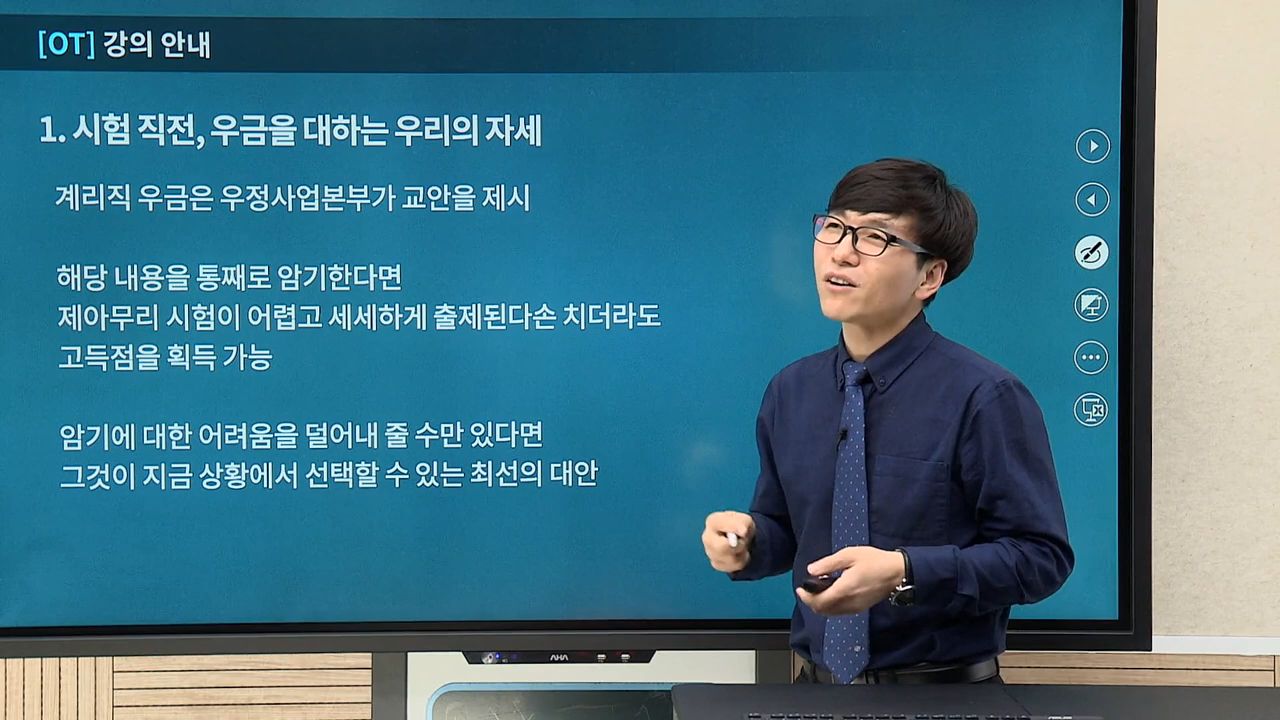 [OT] 강의 안내
1. 시험 직전, 우금을 대하는 우리의 자세
계리직 우금은 우정사업본부가 교안을 제시
해당 내용을 통째로 암기한다면
제아무리 시험이 어렵고 세세하게 출제된다손 치더라도
고득점을 획득 가능
암기에 대한 어려움을 덜어내 줄 수만 있다면
그것이 지금 상황에서 선택할 수 있는 최선의 대안
AHA